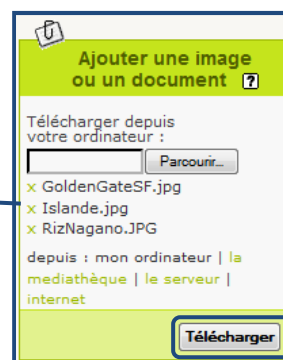 Ajouter une image
ou un document ?
Télécharger depuis
votre ordinateur :
Parcourir...
x GoldenGateSF.jpg
x Islande.jpg
x RizNagano.JPG
depuis : mon ordinateur | la
mediathèque | le serveur |
internet
Télécharger